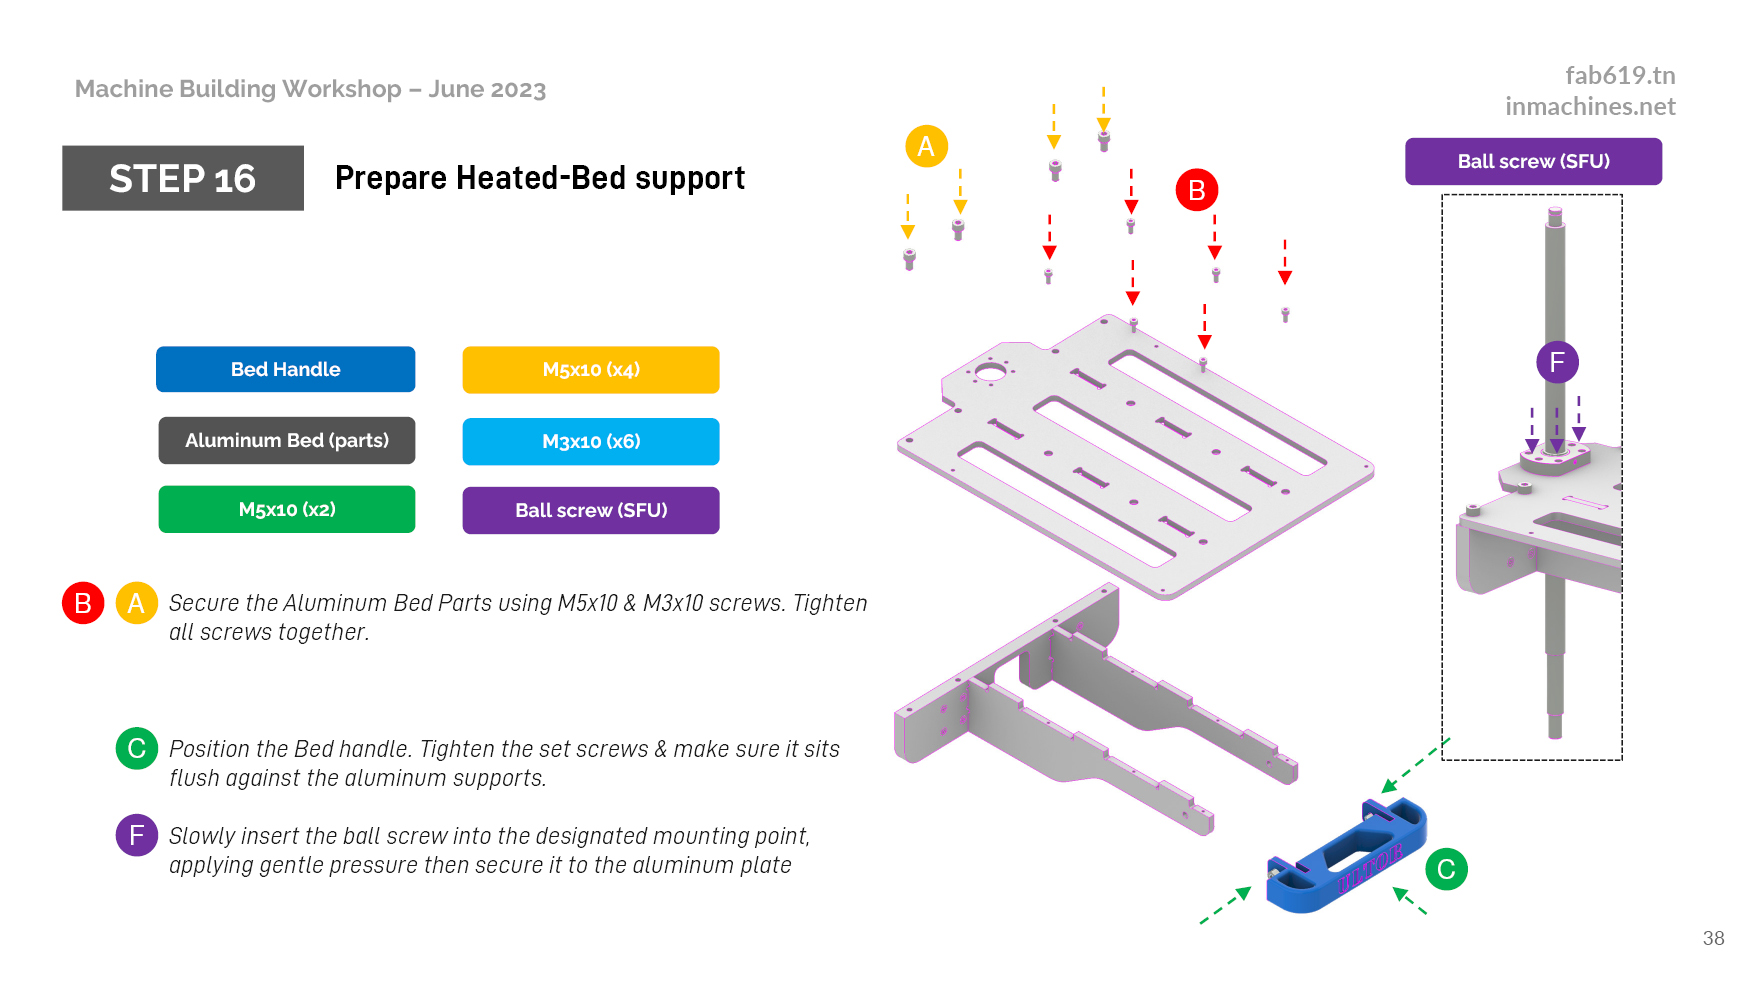 Machine Building Workshop – June 2023
fab619.tn
inmachines.net
STEP 16
Prepare Heated-Bed support
A
B
Ball screw (SFU)
F
Bed Handle
M5x10 (x4)
Aluminum Bed (parts)
M3x10 (x6)
M5x10 (x2)
Ball screw (SFU)
B A Secure the Aluminum Bed Parts using M5x10 & M3x10 screws. Tighten
all screws together.
C Position the Bed handle. Tighten the set screws & make sure it sits
flush against the aluminum supports.
F Slowly insert the ball screw into the designated mounting point,
applying gentle pressure then secure it to the aluminum plate
C
38